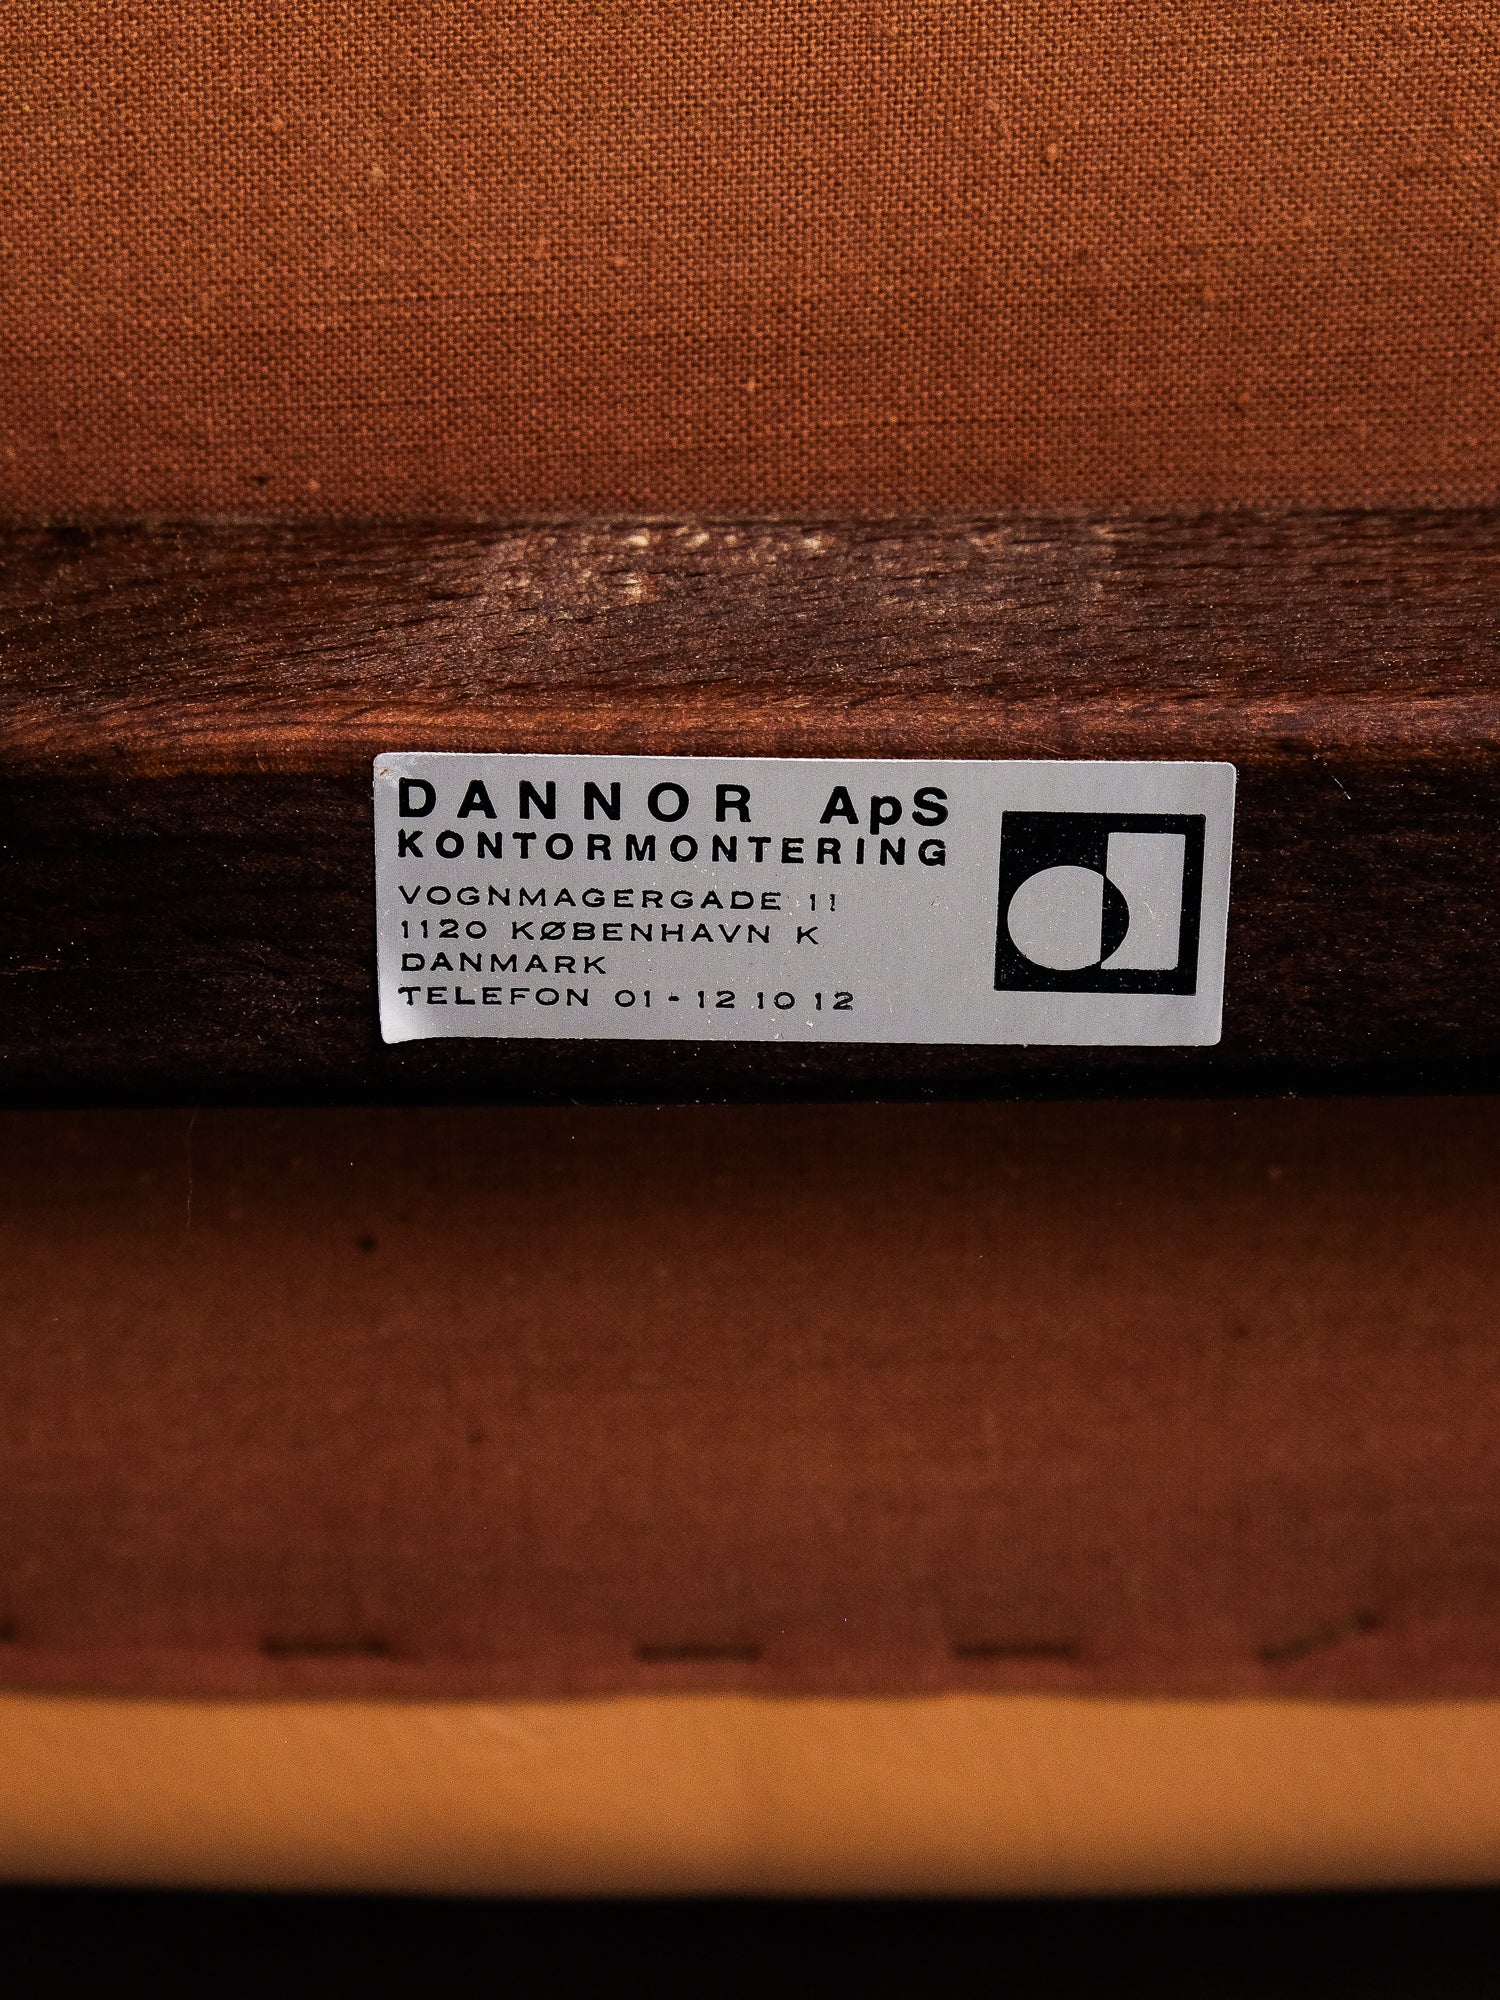 DANNOR ApS
KONTORMONTERING
VOGNMAGERGADE 11
1120 KØBENHAVN K
DANMARK
TELEFON 01-12 10 12